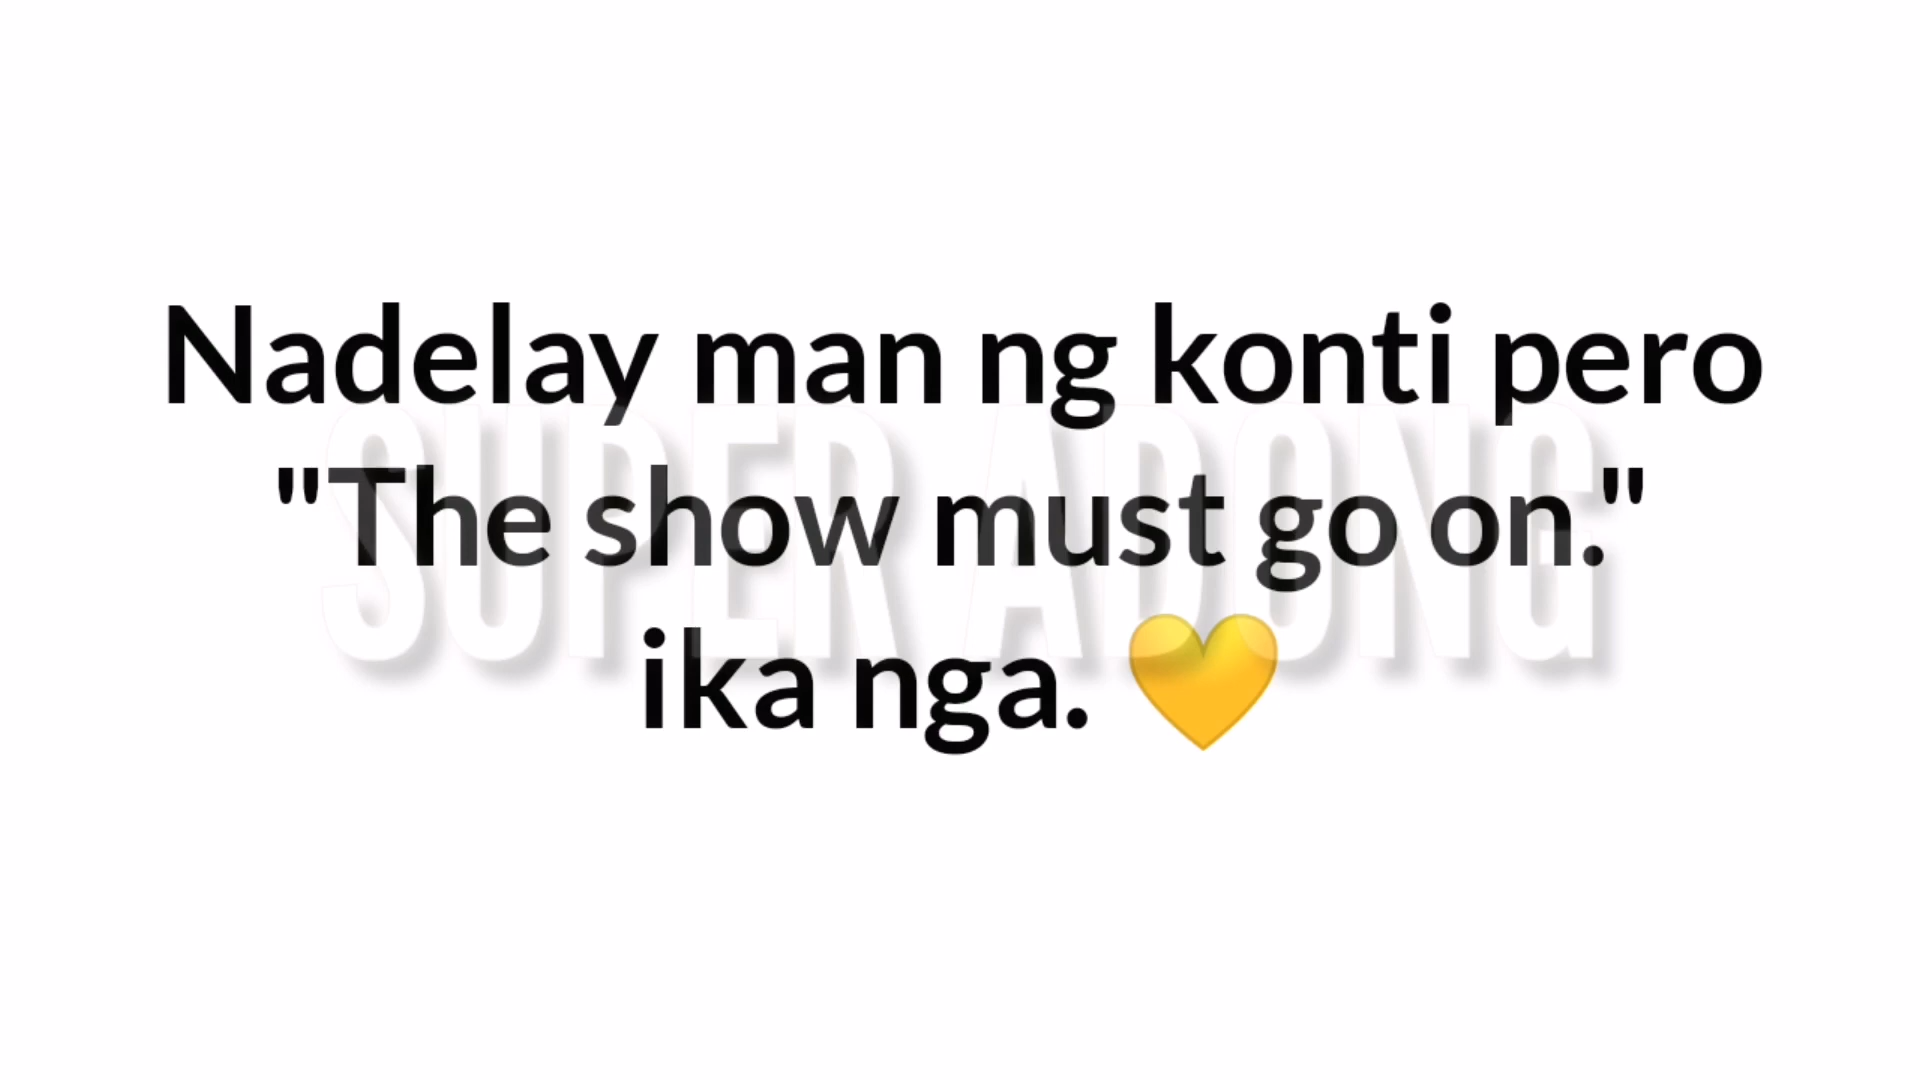 Nadelay man ng konti pero
"The show must go on."
ika nga. 💛
SUPER ADONG